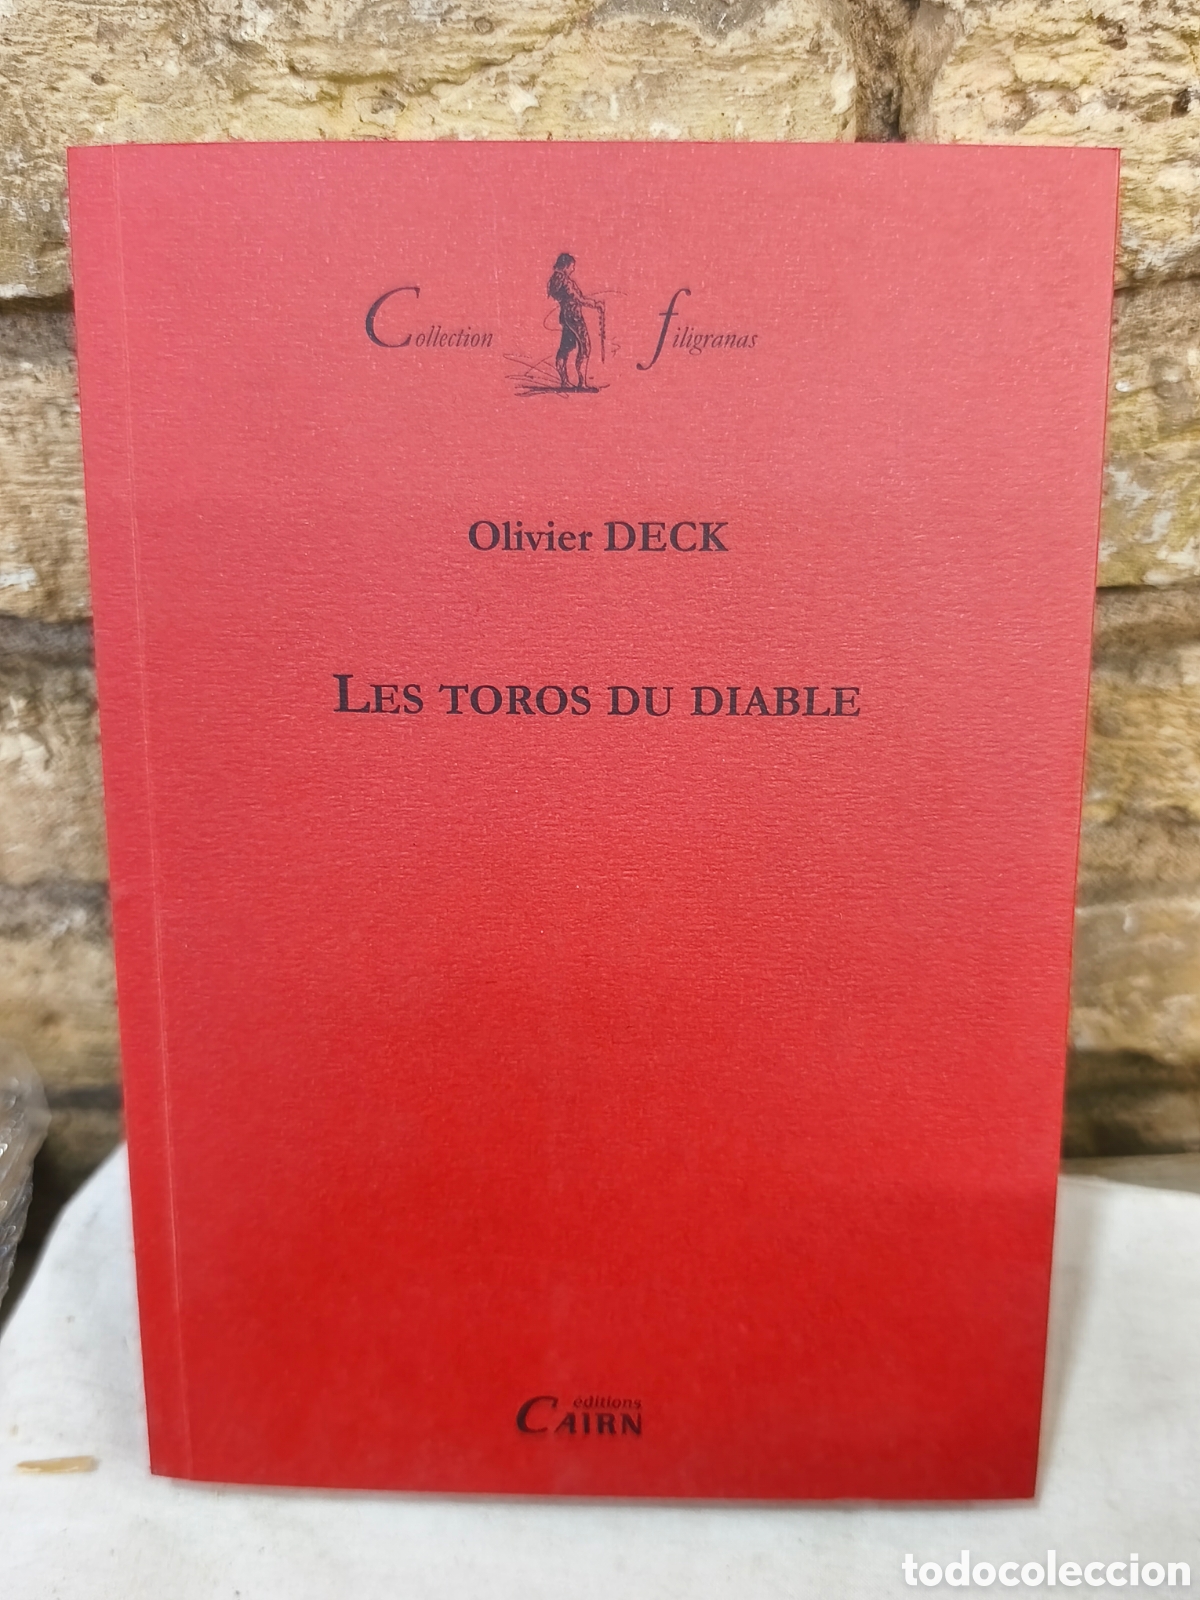 Collection filigranas
Olivier DECK
LES TOROS DU DIABLE
éditions
CAIRN
todocoleccion